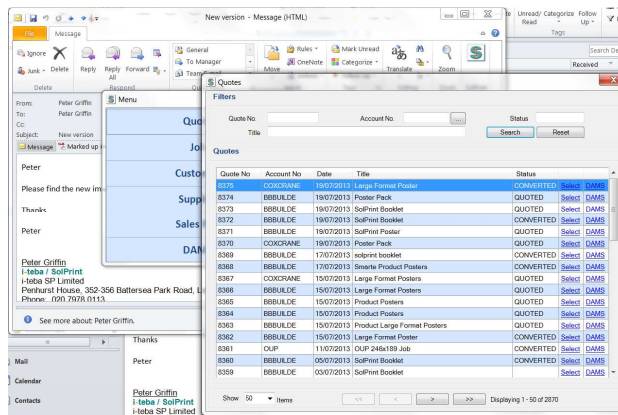 New version - Message (HTML)
File Message
Ignore
Junk
Delete
Reply
Reply All
Forward
General
To Manager
Move
Rules
OneNote
Mark Unread
Categorize
Translate
Zoom
Unread/ Read
Categorize
Follow Up
Tags
Delete
Respond
Received
From: Peter Griffin
To: Peter Griffin
Cc:
Subject: New version
Message Marked up
Peter
Please find the new im
Thanks
Peter
Peter Griffin
i-teba / SolPrint
i-teba SP Limited
Penhurst House, 352-356 Battersea Park Road, L
Phone: 020 7978 0113
See more about: Peter Griffin.
Menu
Quo
Jo
Custo
Suppl
Sales
DAM
Quotes
Filters
Quote No. Account No. ... Status
Title Search Reset
Quotes
Quote No Account No Date Title Status
8375 COXCRANE 19/07/2013 Large Format Poster CONVERTED Select DAMS
8374 BBBUILDE 19/07/2013 Poster Pack QUOTED Select DAMS
8373 BBBUILDE 19/07/2013 SolPrint Booklet QUOTED Select DAMS
8372 BBBUILDE 19/07/2013 SolPrint Booklet CONVERTED Select DAMS
8371 BBBUILDE 19/07/2013 SolPrint Poster QUOTED Select DAMS
8370 COXCRANE 19/07/2013 Poster Pack QUOTED Select DAMS
8369 BBBUILDE 17/07/2013 solprint booklet CONVERTED Select DAMS
8368 BBBUILDE 17/07/2013 Smarte Product Posters CONVERTED Select DAMS
8367 COXCRANE 15/07/2013 Large Format Posters CONVERTED Select DAMS
8366 BBBUILDE 15/07/2013 Large Format Posters QUOTED Select DAMS
8365 BBBUILDE 15/07/2013 Product Posters QUOTED Select DAMS
8364 BBBUILDE 15/07/2013 Product Posters QUOTED Select DAMS
8363 BBBUILDE 15/07/2013 Product Large Format Posters QUOTED Select DAMS
8362 BBBUILDE 15/07/2013 Large Format Poster CONVERTED Select DAMS
8361 OUP 11/07/2013 OUP 246x189 Job CONVERTED Select DAMS
8360 BBBUILDE 05/07/2013 SolPrint Booklet CONVERTED Select DAMS
8359 BBBUILDE 03/07/2013 SolPrint Booklet QUOTED Select DAMS
Show 50 Items << < > >> Displaying 1 - 50 of 2870
Mail
Calendar
Contacts
Thanks
Peter
Peter Griffin
i-teba / SolPrint
i-teba SP Limited